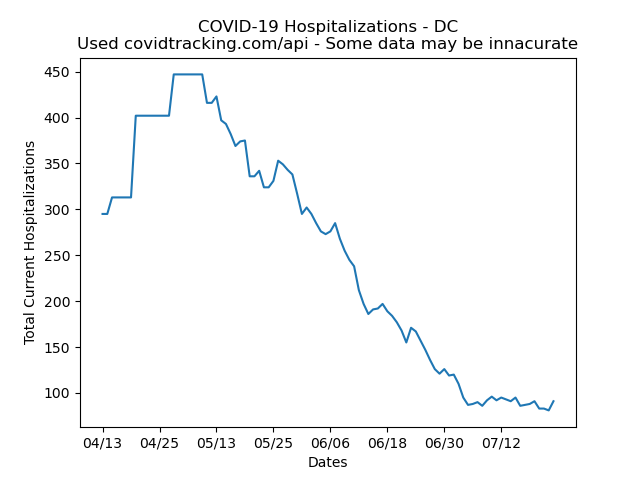 COVID-19 Hospitalizations - DC
Used covidtracking.com/api - Some data may be innacurate
Total Current Hospitalizations
450
400
350
300
250
200
150
100
04/13 04/25 05/13 05/25 06/06 06/18 06/30 07/12
Dates